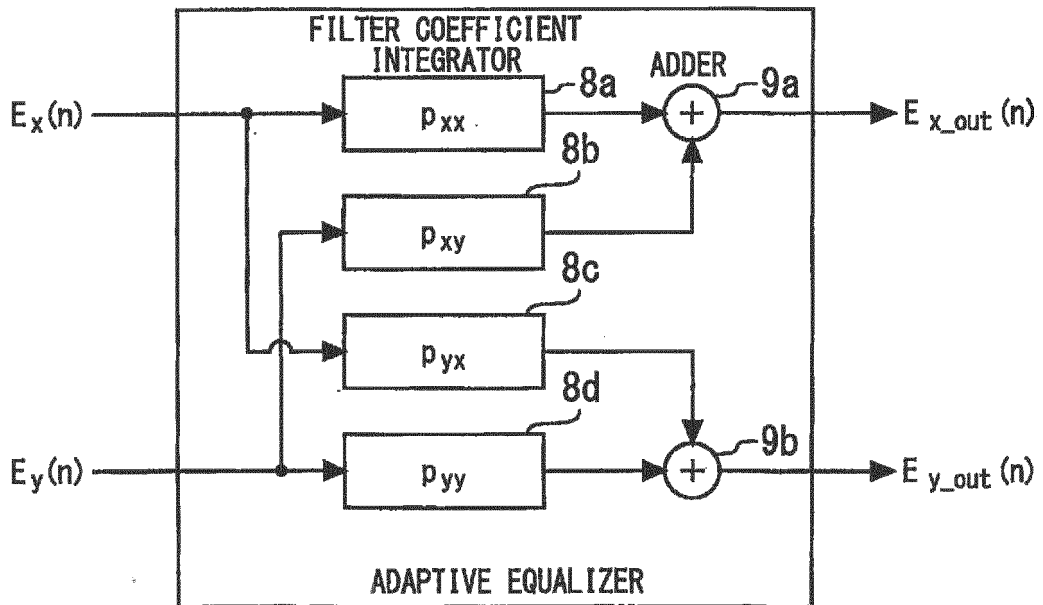 FILTER COEFFICIENT
INTEGRATOR
ADDER
8a
9a
E_x(n)
p_xx
+
E_x_out(n)
8b
p_xy
8c
p_yx
8d
9b
E_y(n)
p_yy
+
E_y_out(n)
ADAPTIVE EQUALIZER